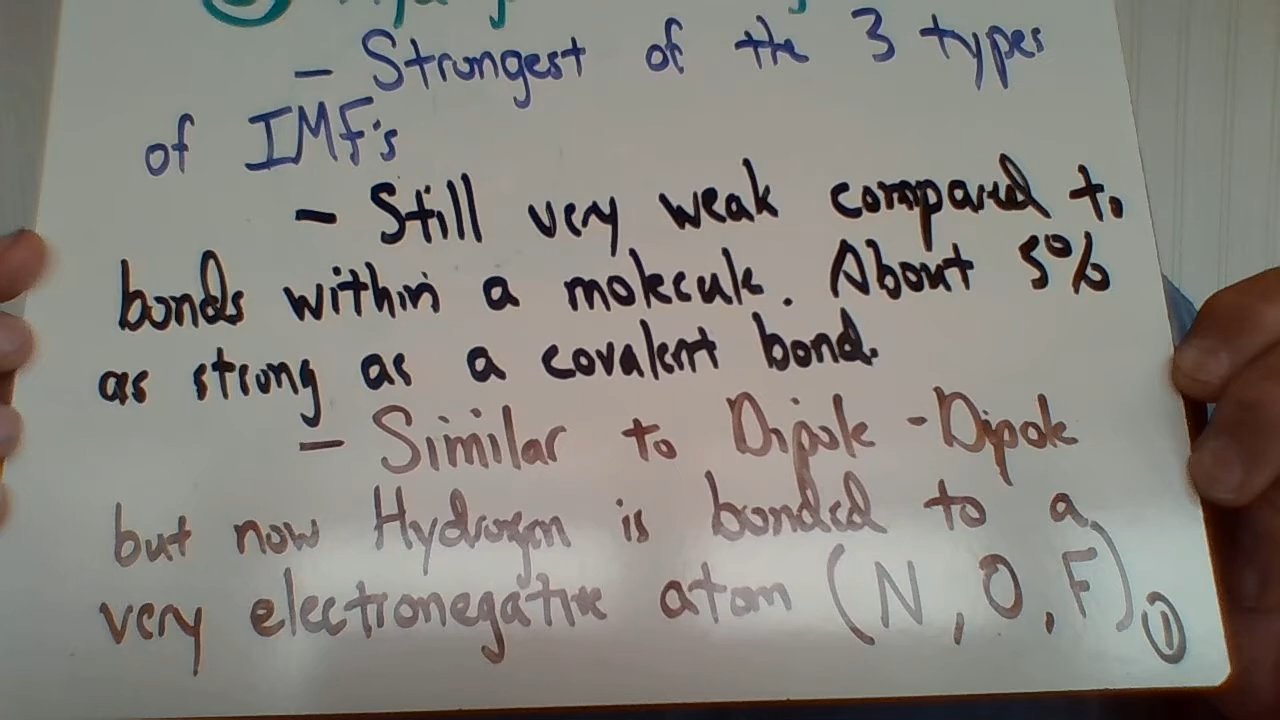 - Strongest of the 3 types
of IMF's
- Still very weak compared to
bonds within a molecule. About 5%
as strong as a covalent bond.
- Similar to Dipole-Dipole
but now Hydrogen is bonded to a
very electronegative atom (N, O, F) 1